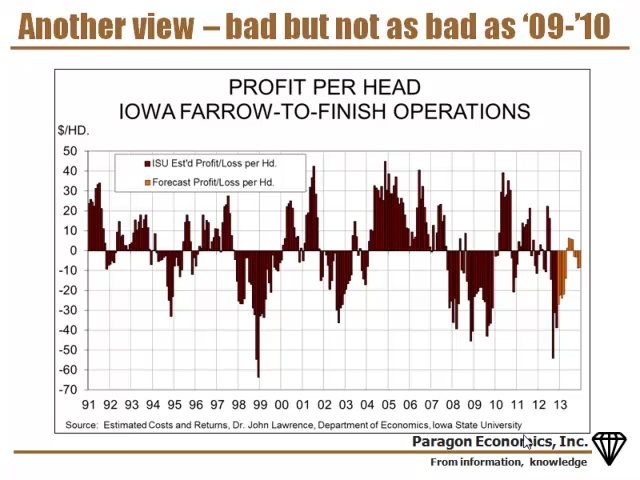 Another view – bad but not as bad as ‘09-’10
PROFIT PER HEAD
IOWA FARROW-TO-FINISH OPERATIONS
$/HD.
ISU Est'd Profit/Loss per Hd.
Forecast Profit/Loss per Hd.
50
40
30
20
10
0
-10
-20
-30
-40
-50
-60
-70
91 92 93 94 95 96 97 98 99 00 01 02 03 04 05 06 07 08 09 10 11 12 13
Source: Estimated Costs and Returns, Dr. John Lawrence, Department of Economics, Iowa State University
Paragon Economics, Inc.
From information, knowledge